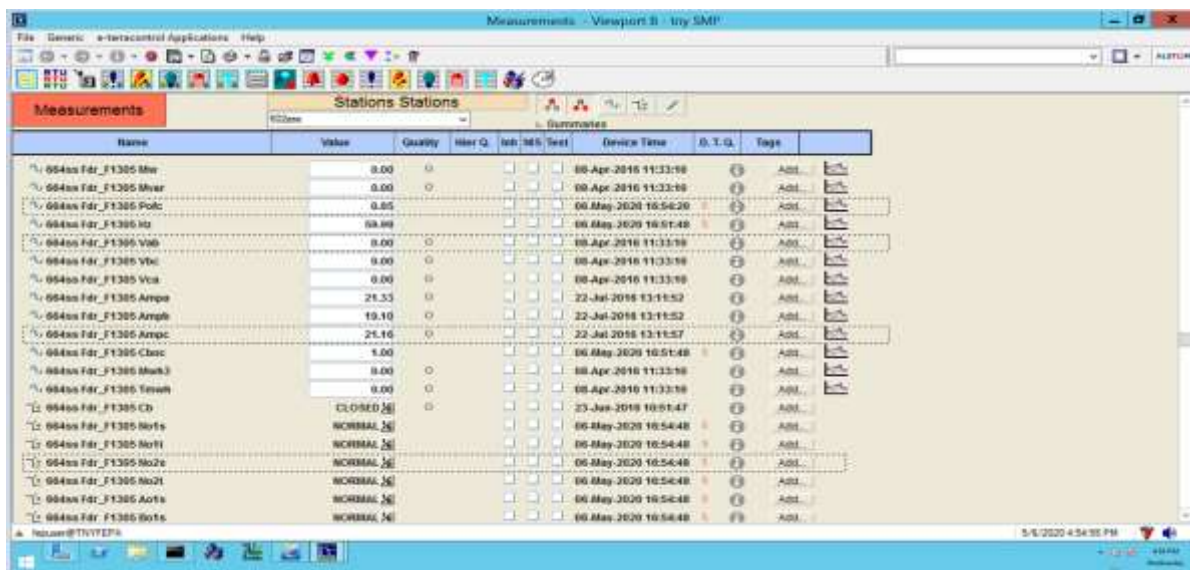 Measurements - Viewport B - tny SMP
File Generic e-terracontrol Applications Help
Measurements
Stations Stations
Summaries
Name Value Quality Hier Q. Inh NIS Test Device Time D. T. Q. Tags
664ss Fdr_F1305 Mw 0.00 08-Apr-2016 11:33:10 Add...
664ss Fdr_F1305 Mvar 0.00 08-Apr-2016 11:33:10 Add...
664ss Fdr_F1305 Pofc 0.85 06-May-2020 16:54:20 Add...
664ss Fdr_F1305 Hz 59.99 06-May-2020 16:51:48 Add...
664ss Fdr_F1305 Vab 0.00 08-Apr-2016 11:33:10 Add...
664ss Fdr_F1305 Vbc 0.00 08-Apr-2016 11:33:10 Add...
664ss Fdr_F1305 Vca 0.00 08-Apr-2016 11:33:10 Add...
664ss Fdr_F1305 Ampa 21.33 22-Jul-2016 13:11:52 Add...
664ss Fdr_F1305 Ampb 19.10 22-Jul-2016 13:11:52 Add...
664ss Fdr_F1305 Ampc 21.16 22-Jul-2016 13:11:57 Add...
664ss Fdr_F1305 Cboc 1.00 06-May-2020 16:51:48 Add...
664ss Fdr_F1305 Mwh3 0.00 08-Apr-2016 11:33:10 Add...
664ss Fdr_F1305 0.00 08-Apr-2016 11:33:10 Add...
664ss Fdr_F1305 Cb CLOSED 23-Jun-2016 10:51:47 Add...
664ss Fdr_F1305 No1s NORMAL 06-May-2020 16:54:48 Add...
664ss Fdr_F1305 No1t NORMAL 06-May-2020 16:54:48 Add...
664ss Fdr_F1305 No2s NORMAL 06-May-2020 16:54:48 Add...
664ss Fdr_F1305 No2t NORMAL 06-May-2020 16:54:48 Add...
664ss Fdr_F1305 Ao1s NORMAL 06-May-2020 16:54:48 Add...
664ss Fdr_F1305 Bo1s NORMAL 06-May-2020 16:54:48 Add...
5/6/2020 4:54:55 PM